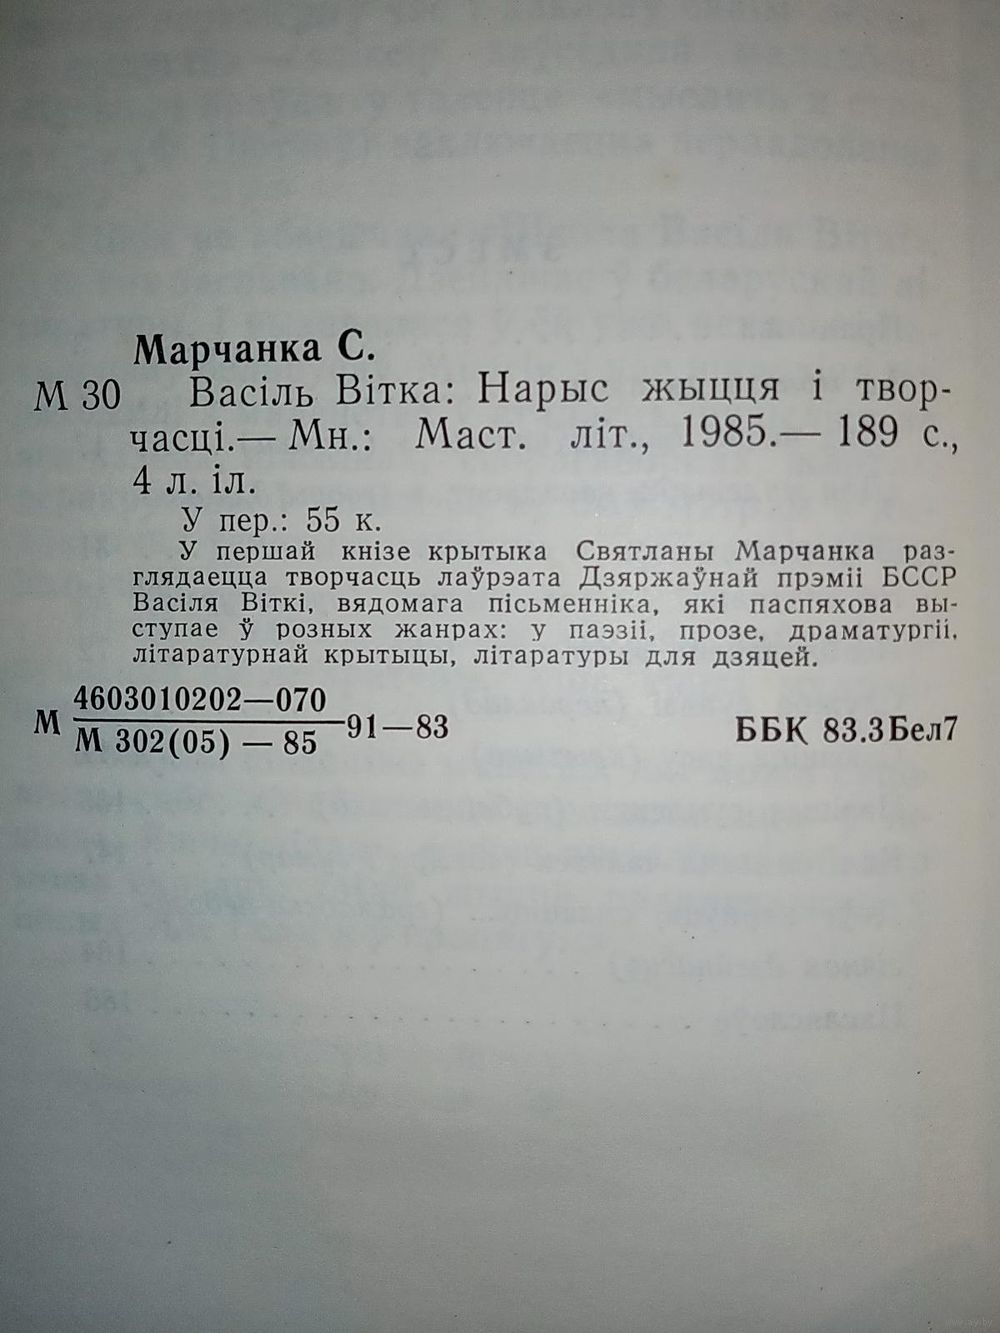 Марчанка С.
М 30 Васіль Вітка: Нарыс жыцця і твор-
часці.— Мн.: Маст. літ., 1985.— 189 с.,
4 л. іл.
У пер.: 55 к.
У першай кнізе крытыка Святланы Марчанка раз-
глядаецца творчасць лаўрэата Дзяржаўнай прэміі БССР
Васіля Віткі, вядомага пісьменніка, які паспяхова вы-
ступае ў розных жанрах: у паэзіі, прозе, драматургіі,
літаратурнай крытыцы, літаратуры для дзяцей.
4603010202—070
М 91—83 ББК 83.3Бел7
М 302(05) — 85